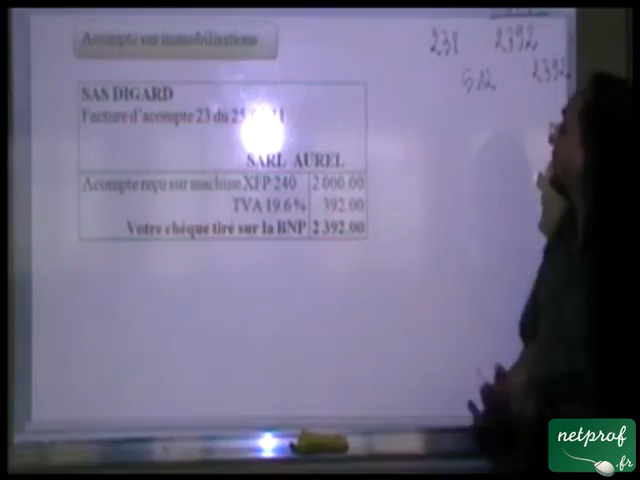 Acompte sur immobilisations
238 2392
512 2392
SAS DIGARD
Facture d'acompte 23 du
SARL AUREL
Acompte reçu sur machine XFP 240 2 000.00
TVA 19.6% 392.00
Votre chèque tiré sur la BNP 2 392.00
netprof
.fr